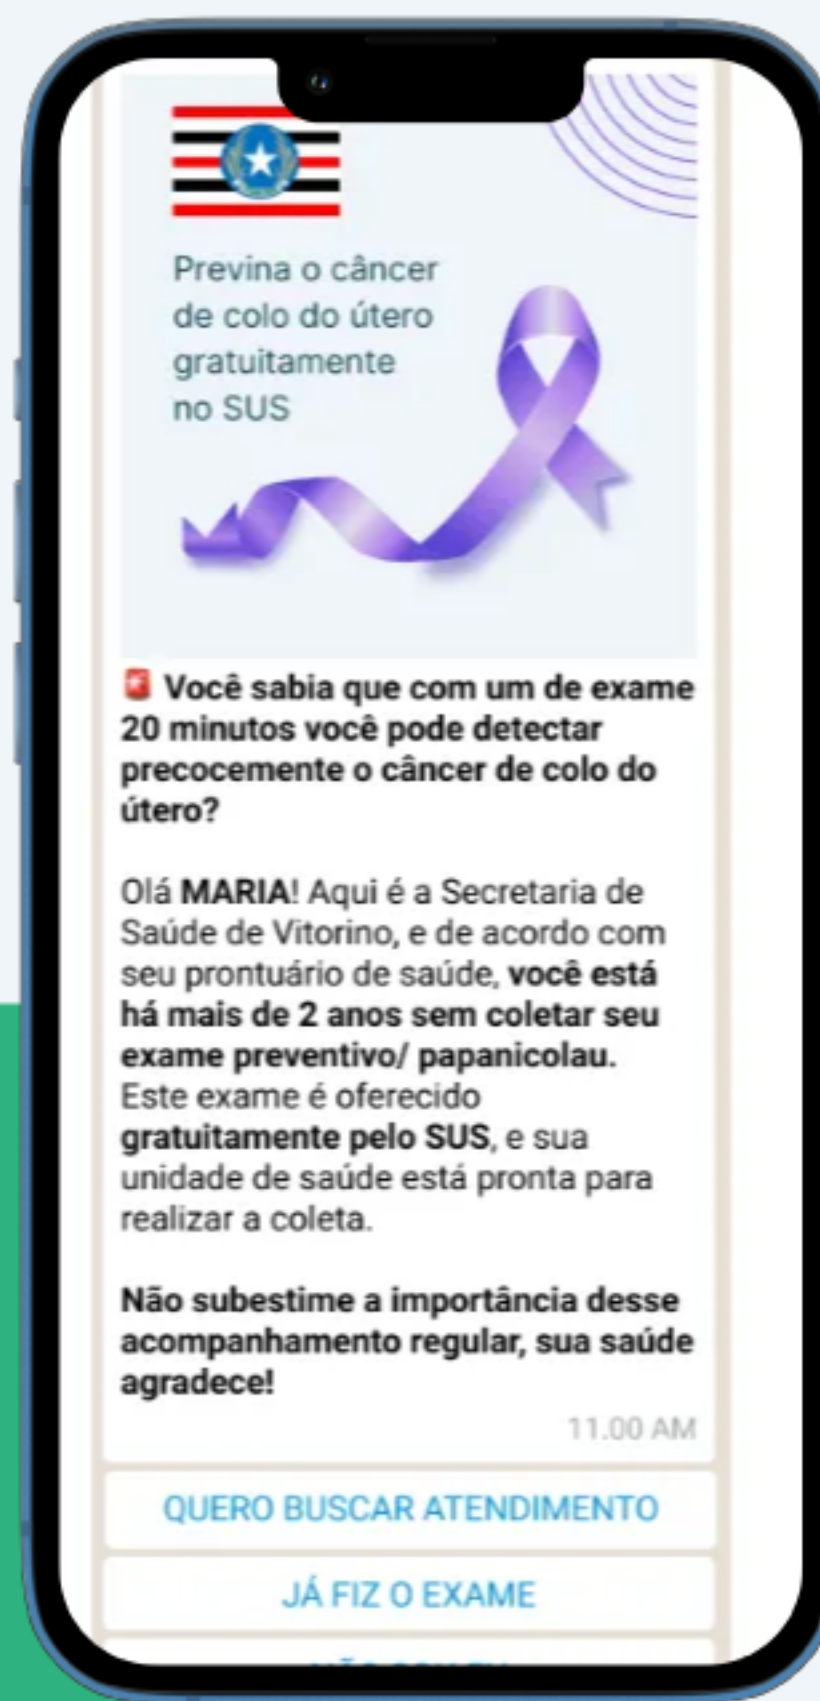 Previna o câncer
de colo do útero
gratuitamente
no SUS
Você sabia que com um de exame
20 minutos você pode detectar
precocemente o câncer de colo do
útero?
Olá MARIA! Aqui é a Secretaria de
Saúde de Vitorino, e de acordo com
seu prontuário de saúde, você está
há mais de 2 anos sem coletar seu
exame preventivo/ papanicolau.
Este exame é oferecido
gratuitamente pelo SUS, e sua
unidade de saúde está pronta para
realizar a coleta.
Não subestime a importância desse
acompanhamento regular, sua saúde
agradece!
11.00 AM
QUERO BUSCAR ATENDIMENTO
JÁ FIZ O EXAME